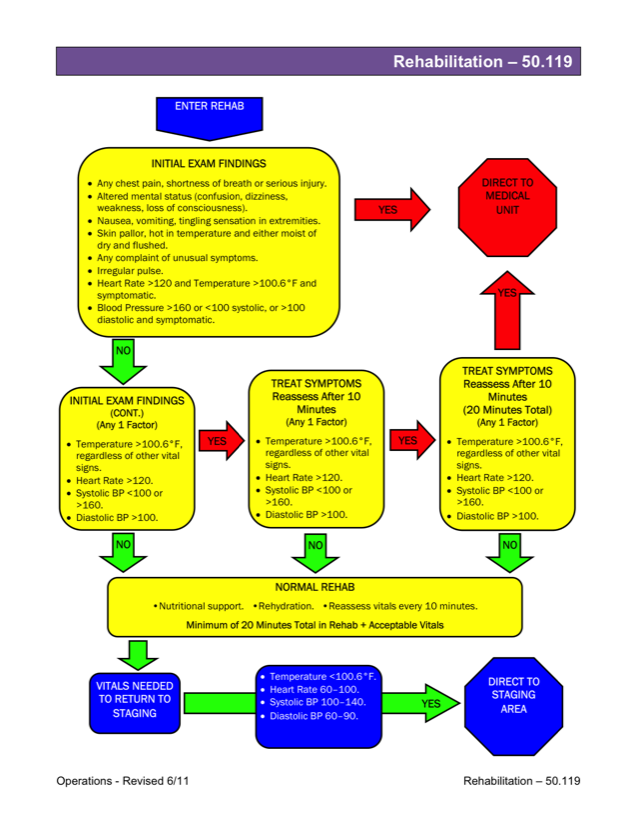 Rehabilitation – 50.119
ENTER REHAB
INITIAL EXAM FINDINGS
• Any chest pain, shortness of breath or serious injury.
• Altered mental status (confusion, dizziness,
weakness, loss of consciousness).
• Nausea, vomiting, tingling sensation in extremities.
• Skin pallor, hot in temperature and either moist of
dry and flushed.
• Any complaint of unusual symptoms.
• Irregular pulse.
• Heart Rate >120 and Temperature >100.6°F and
symptomatic.
• Blood Pressure >160 or <100 systolic, or >100
diastolic and symptomatic.
YES
DIRECT TO
MEDICAL
UNIT
YES
NO
INITIAL EXAM FINDINGS
(CONT.)
(Any 1 Factor)
• Temperature >100.6°F,
regardless of other vital
signs.
• Heart Rate >120.
• Systolic BP <100 or
>160.
• Diastolic BP >100.
YES
TREAT SYMPTOMS
Reassess After 10
Minutes
(Any 1 Factor)
• Temperature >100.6°F,
regardless of other vital
signs.
• Heart Rate >120.
• Systolic BP <100 or
>160.
• Diastolic BP >100.
YES
TREAT SYMPTOMS
Reassess After 10
Minutes
(20 Minutes Total)
(Any 1 Factor)
• Temperature >100.6°F,
regardless of other vital
signs.
• Heart Rate >120.
• Systolic BP <100 or
>160.
• Diastolic BP >100.
NO
NO
NO
NORMAL REHAB
• Nutritional support. • Rehydration. • Reassess vitals every 10 minutes.
Minimum of 20 Minutes Total in Rehab + Acceptable Vitals
VITALS NEEDED
TO RETURN TO
STAGING
• Temperature <100.6°F.
• Heart Rate 60–100.
• Systolic BP 100–140.
• Diastolic BP 60–90.
YES
DIRECT TO
STAGING
AREA
Operations - Revised 6/11
Rehabilitation – 50.119